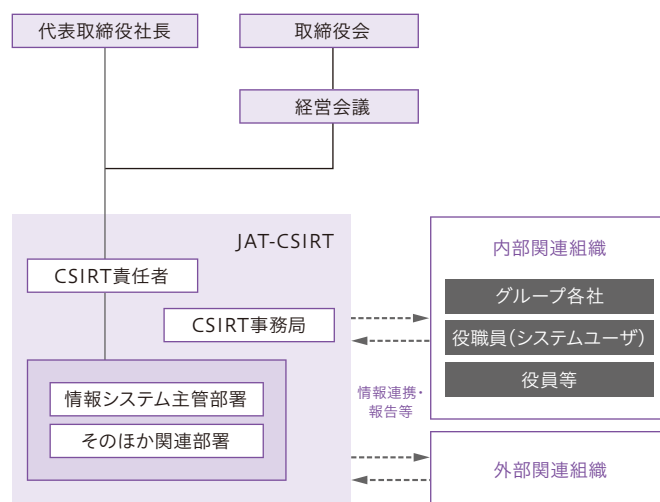 代表取締役社長
取締役会
経営会議
JAT-CSIRT
CSIRT責任者
CSIRT事務局
情報システム主管部署
そのほか関連部署
情報連携・
報告等
内部関連組織
グループ各社
役職員(システムユーザ)
役員等
外部関連組織